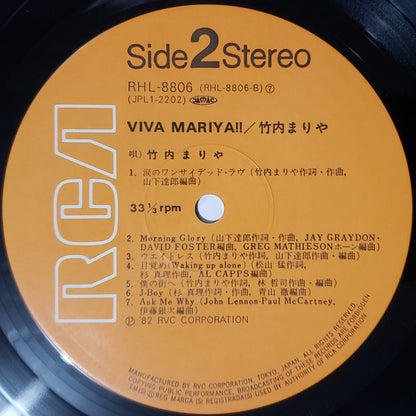 Side 2 Stereo
RHL-8806 (RHL-8806-B) ⑦
(JPL1-2202) JASRAC
VIVA MARIYA!!／竹内まりや
唄) 竹内まりや
1. 涙のワンサイデッド・ラヴ (竹内まりや作詞・作曲,
山下達郎編曲)
33⅓ rpm
2. Morning Glory (山下達郎作詞・作曲, JAY GRAYDON・
DAVID FOSTER編曲, GREG MATHIESONホーン編曲)
3. ウエイトレス (竹内まりや作詞, 山下達郎作・編曲)
4. 目覚め(Waking up alone) (松山 猛作詞,
杉 真理作曲, AL CAPPS編曲)
5. 僕の街へ (竹内まりや作詞, 林 哲司作・編曲)
6. J-Boy (杉 真理作詞・作曲, 青山 徹編曲)
7. Ask Me Why (John Lennon-Paul McCartney,
伊藤銀次編曲)
Ⓟ '82 RVC CORPORATION
RCA
MANUFACTURED BY RVC CORPORATION, TOKYO, JAPAN. ALL RIGHTS RESERVED.
COPYING PUBLIC PERFORMANCE, BROADCASTING OF THESE RECORDS ARE FORBIDDEN
TM(S) ® REG MARCA (S) REGISTRADA(S) USED BY AUTHORITY OF RCA CORPORATION